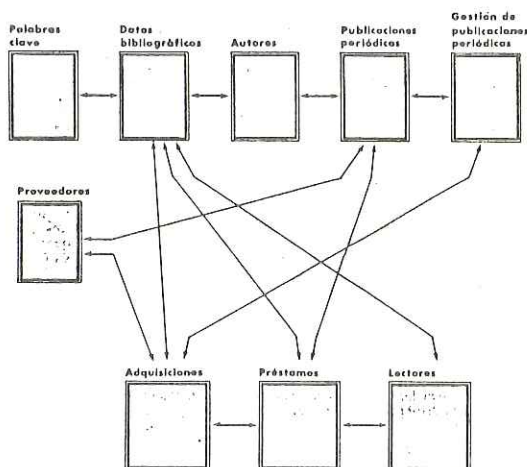 Palabras
clave
Datos
bibliográficos
Autores
Publicaciones
periódicas
Gestión de
publicaciones
periódicas
Proveedores
Adquisiciones
Préstamos
Lectores